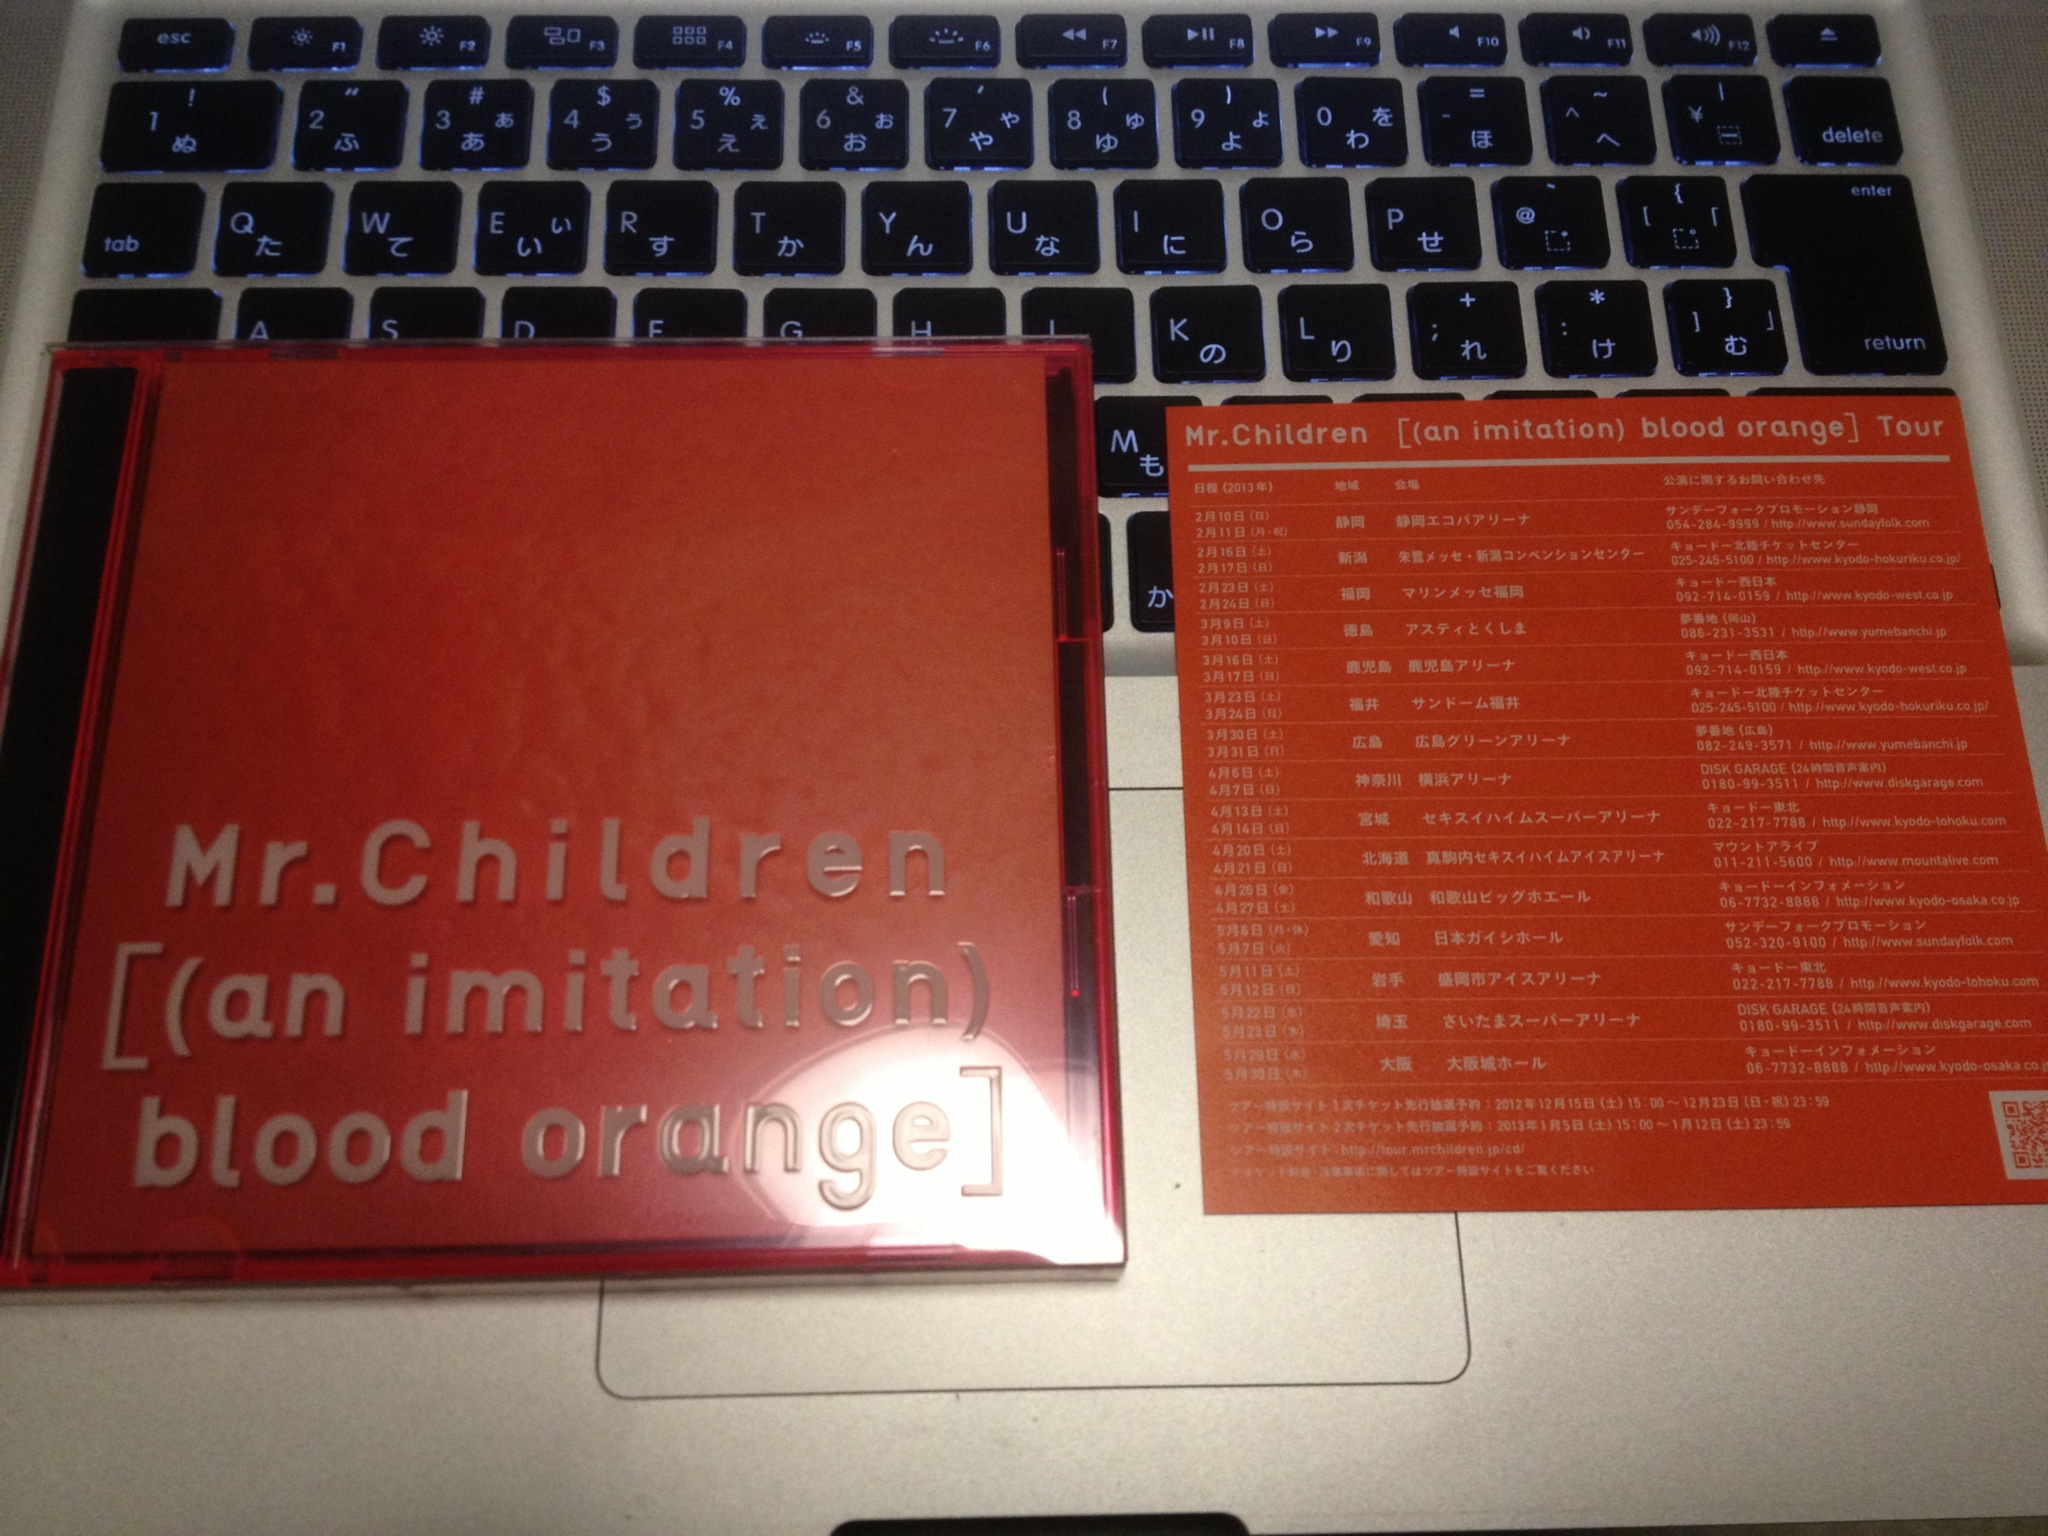 esc F1 F2 F3 F4 F5 F6 F7 F8 F9 F10 F11 F12
! 1 ぬ " 2 ふ # 3 ぁ あ $ 4 ぅ う % 5 ぇ え & 6 ぉ お ' 7 ゃ や ( 8 ゅ ゆ ) 9 ょ よ 0 を わ = - ほ ~ ^ へ | ¥ ー delete
tab Q た W て E ぃ い R す T か Y ん U な I に O ら P せ ` @ ゛ { [ 「 ゜ enter
return
A S D F G H J K の L り + ; れ * : け } ] 」 む
M も
か
Mr.Children
[(an imitation)
blood orange]
Mr.Children [(an imitation) blood orange] Tour
日程 (2013年) 地域 会場 公演に関するお問い合わせ先
2月10日 (日) 2月11日 (月・祝) 静岡 静岡エコパアリーナ サンデーフォークプロモーション静岡 054-284-9999 / http://www.sundayfolk.com
2月16日 (土) 2月17日 (日) 新潟 朱鷺メッセ・新潟コンベンションセンター キョードー北陸チケットセンター 025-245-5100 / http://www.kyodo-hokuriku.co.jp/
2月23日 (土) 2月24日 (日) 福岡 マリンメッセ福岡 キョードー西日本 092-714-0159 / http://www.kyodo-west.co.jp
3月9日 (土) 3月10日 (日) 徳島 アスティとくしま 夢番地 (岡山) 086-231-3531 / http://www.yumebanchi.jp
3月16日 (土) 3月17日 (日) 鹿児島 鹿児島アリーナ キョードー西日本 092-714-0159 / http://www.kyodo-west.co.jp
3月23日 (土) 3月24日 (日) 福井 サンドーム福井 キョードー北陸チケットセンター 025-245-5100 / http://www.kyodo-hokuriku.co.jp/
3月30日 (土) 3月31日 (日) 広島 広島グリーンアリーナ 夢番地 (広島) 082-249-3571 / http://www.yumebanchi.jp
4月6日 (土) 4月7日 (日) 神奈川 横浜アリーナ DISK GARAGE (24時間音声案内) 0180-99-3511 / http://www.diskgarage.com
4月13日 (土) 4月14日 (日) 宮城 セキスイハイムスーパーアリーナ キョードー東北 022-217-7788 / http://www.kyodo-tohoku.com
4月20日 (土) 4月21日 (日) 北海道 真駒内セキスイハイムアイスアリーナ マウントアライブ 011-211-5600 / http://www.mountalive.com
4月26日 (金) 4月27日 (土) 和歌山 和歌山ビッグホエール キョードーインフォメーション 06-7732-8888 / http://www.kyodo-osaka.co.jp
5月6日 (月・休) 5月7日 (火) 愛知 日本ガイシホール サンデーフォークプロモーション 052-320-9100 / http://www.sundayfolk.com
5月11日 (土) 5月12日 (日) 岩手 盛岡市アイスアリーナ キョードー東北 022-217-7788 / http://www.kyodo-tohoku.com
5月22日 (水) 5月23日 (木) 埼玉 さいたまスーパーアリーナ DISK GARAGE (24時間音声案内) 0180-99-3511 / http://www.diskgarage.com
5月29日 (水) 5月30日 (木) 大阪 大阪城ホール キョードーインフォメーション 06-7732-8888 / http://www.kyodo-osaka.co.jp
ツアー特設サイト1次チケット先行抽選予約 : 2012年12月15日 (土) 15:00〜12月23日 (日・祝) 23:59
ツアー特設サイト2次チケット先行抽選予約 : 2013年1月5日 (土) 15:00〜1月12日 (土) 23:59
ツアー特設サイト : http://tour.mrchildren.jp/cd/
※チケット料金・注意事項に関してはツアー特設サイトをご覧ください